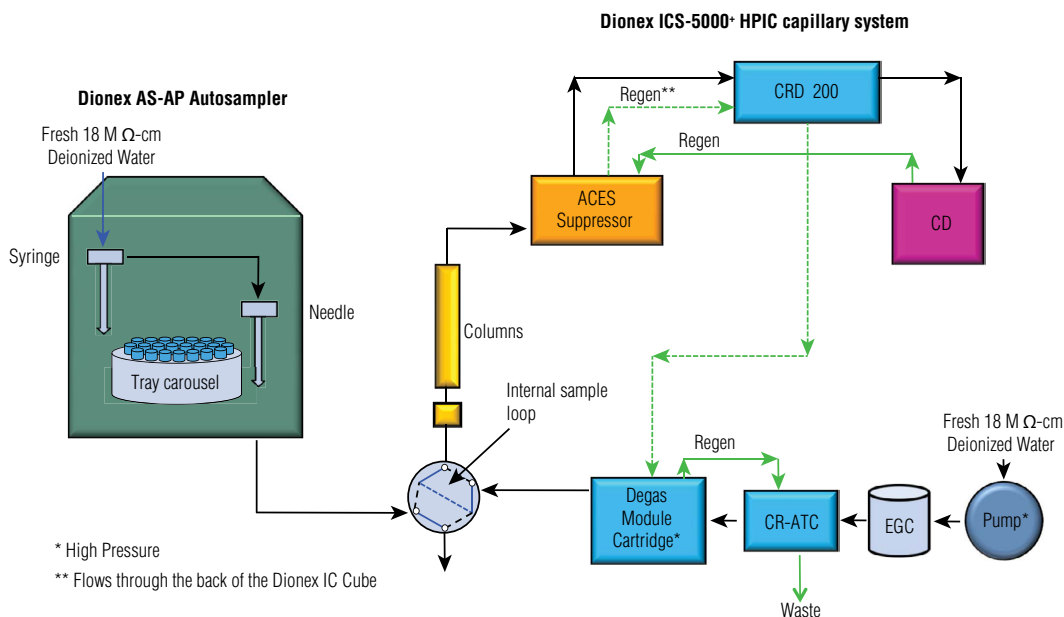 Dionex ICS-5000+ HPIC capillary system
Dionex AS-AP Autosampler
Fresh 18 M Ω-cm
Deionized Water
Syringe
Needle
Tray carousel
CRD 200
Regen**
Regen
ACES
Suppressor
CD
Columns
Internal sample
loop
Fresh 18 M Ω-cm
Deionized Water
Regen
Degas
Module
Cartridge*
CR-ATC
EGC
Pump*
Waste
* High Pressure
** Flows through the back of the Dionex IC Cube